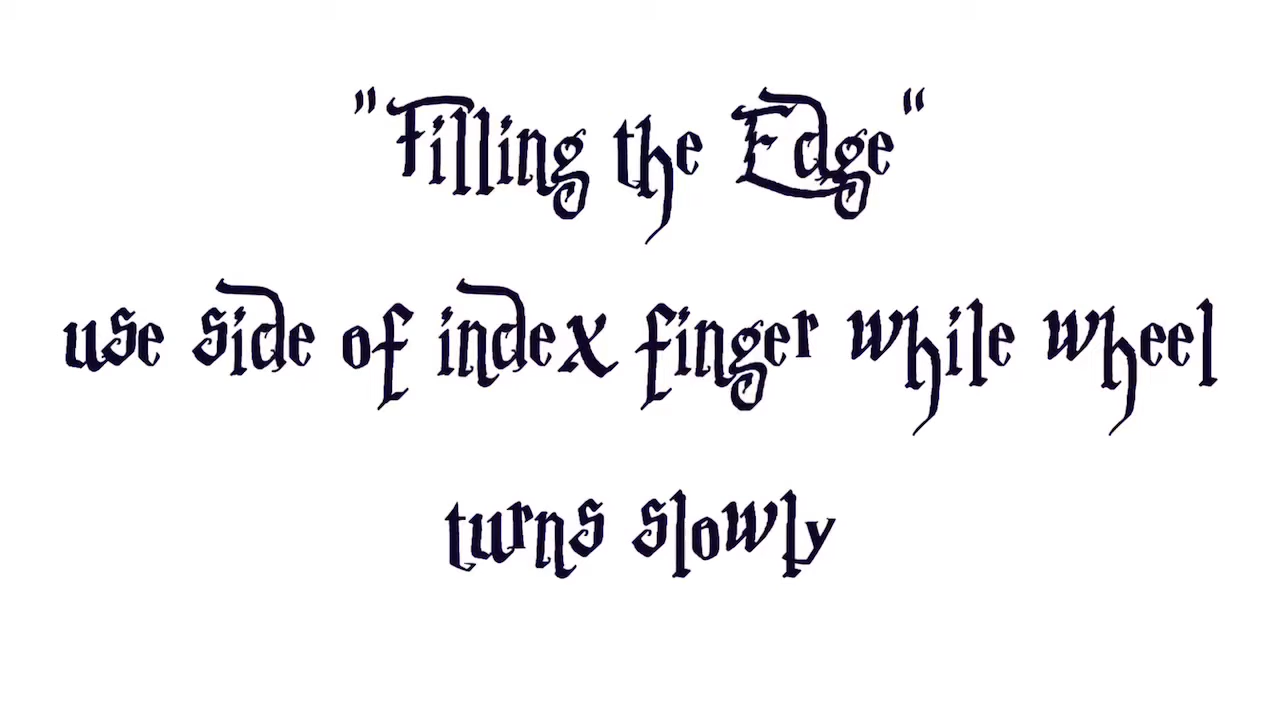 "Filling the Edge"
use side of index finger while wheel
turns slowly